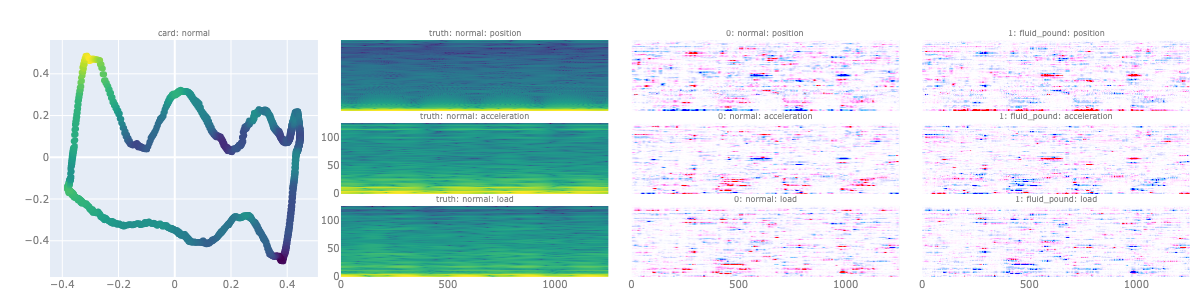 card: normal
truth: normal: position
0: normal: position
1: fluid_pound: position
0.4
0.2
0
−0.2
−0.4
−0.4
−0.2
0
0.2
0.4
truth: normal: acceleration
0: normal: acceleration
1: fluid_pound: acceleration
100
50
0
truth: normal: load
0: normal: load
1: fluid_pound: load
100
50
0
0
500
1000
0
500
1000
0
500
1000